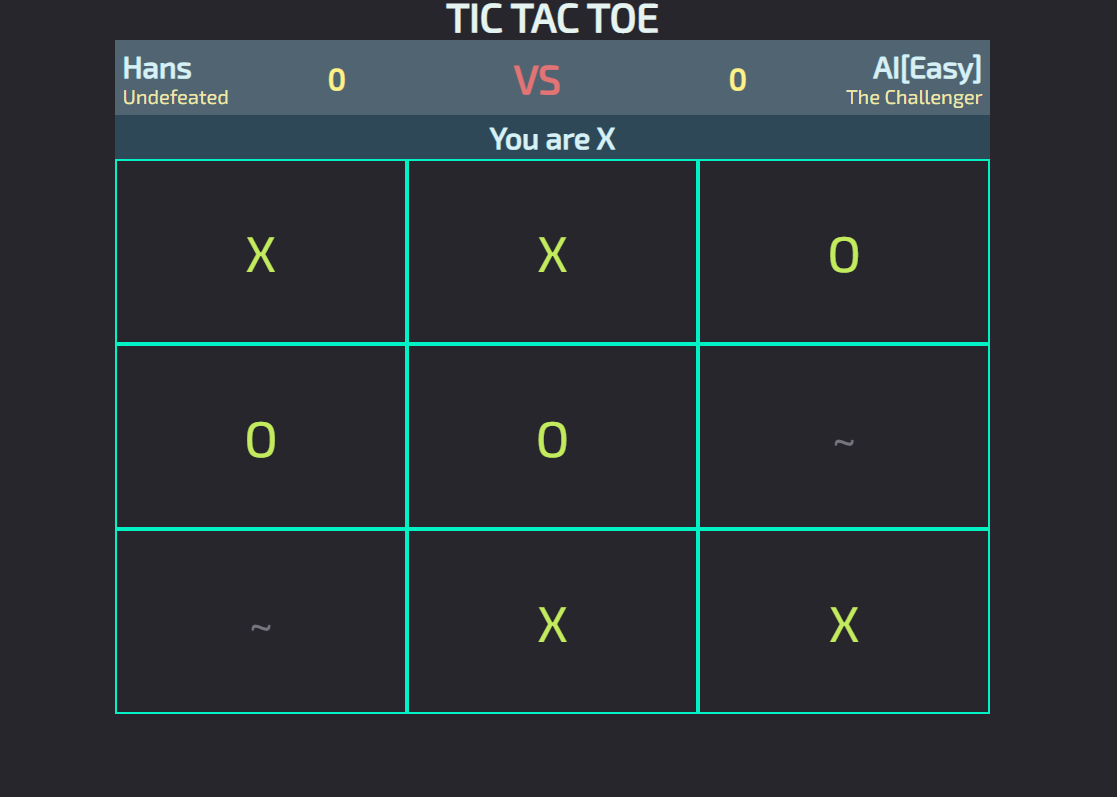 TIC TAC TOE
Hans 0 VS 0 AI[Easy]
Undefeated The Challenger
You are X
X X O
O O ~
~ X X